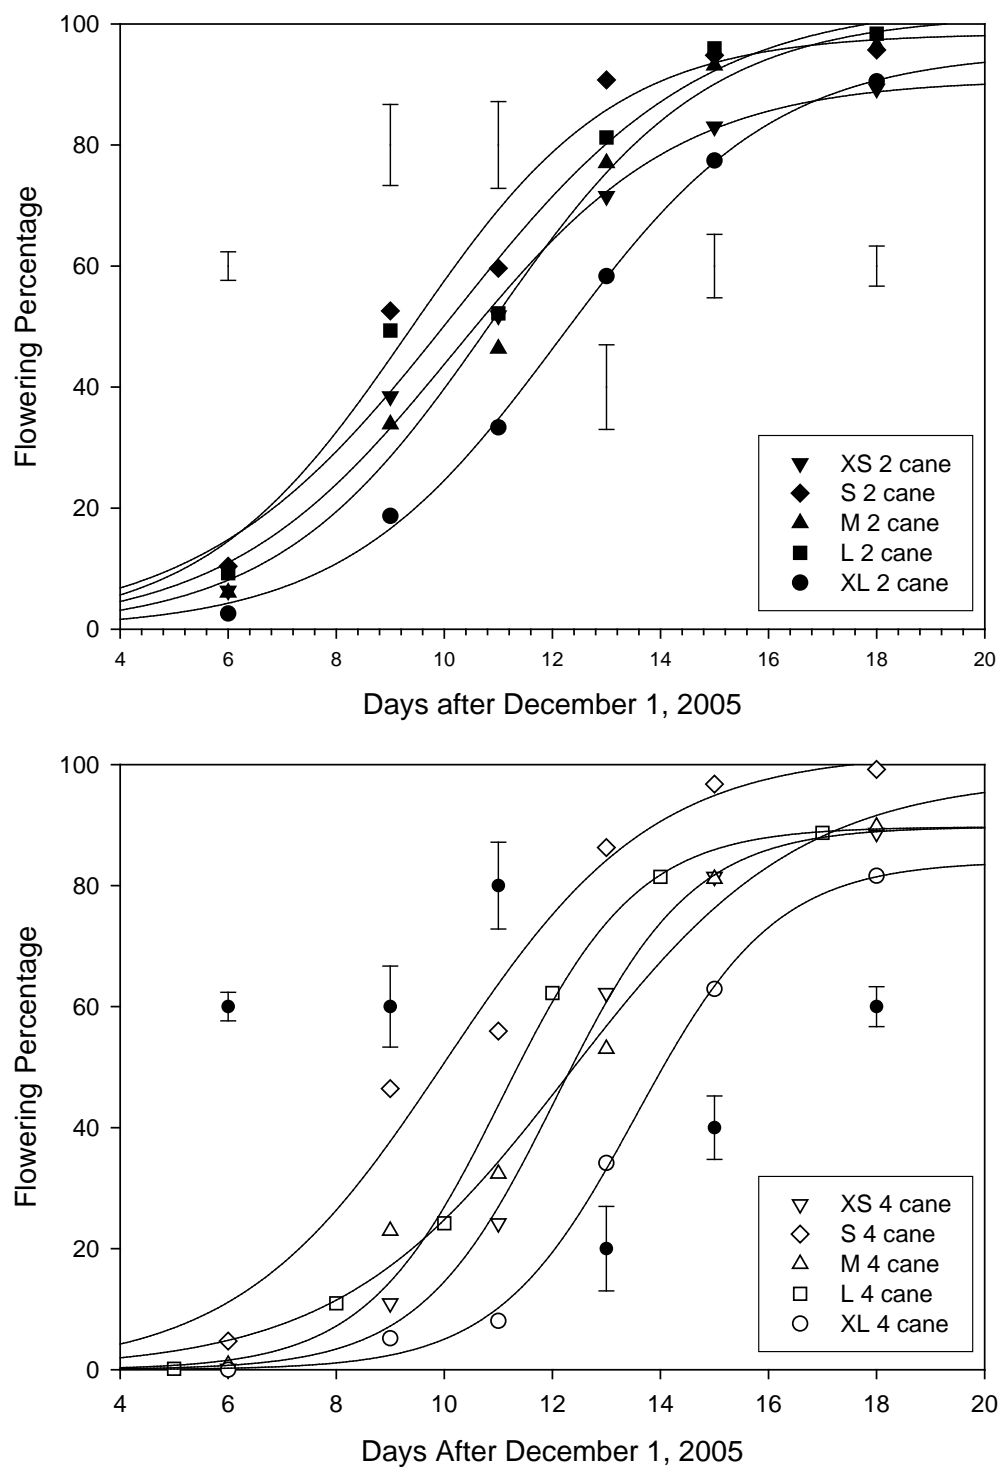 100
80
60
40
20
0
Flowering Percentage
XS 2 cane
S 2 cane
M 2 cane
L 2 cane
XL 2 cane
4 6 8 10 12 14 16 18 20
Days after December 1, 2005
100
80
60
40
20
0
Flowering Percentage
XS 4 cane
S 4 cane
M 4 cane
L 4 cane
XL 4 cane
4 6 8 10 12 14 16 18 20
Days After December 1, 2005